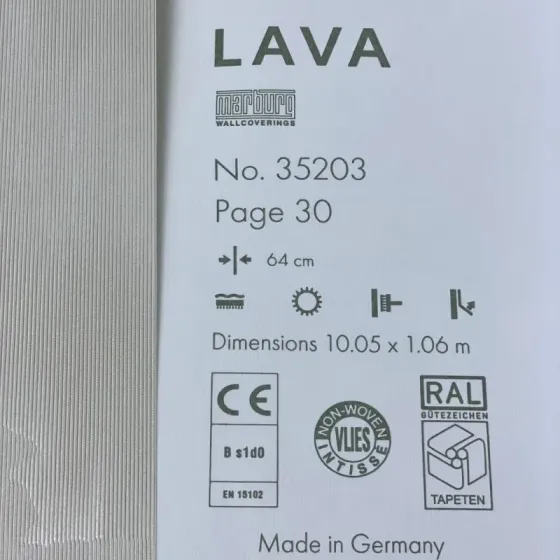 LAVA
marburg
WALLCOVERINGS
No. 35203
Page 30
64 cm
Dimensions 10.05 x 1.06 m
CE
B s1d0
EN 15102
NON-WOVEN
VLIES
INTISSÉ
RAL
GÜTEZEICHEN
TAPETEN
Made in Germany